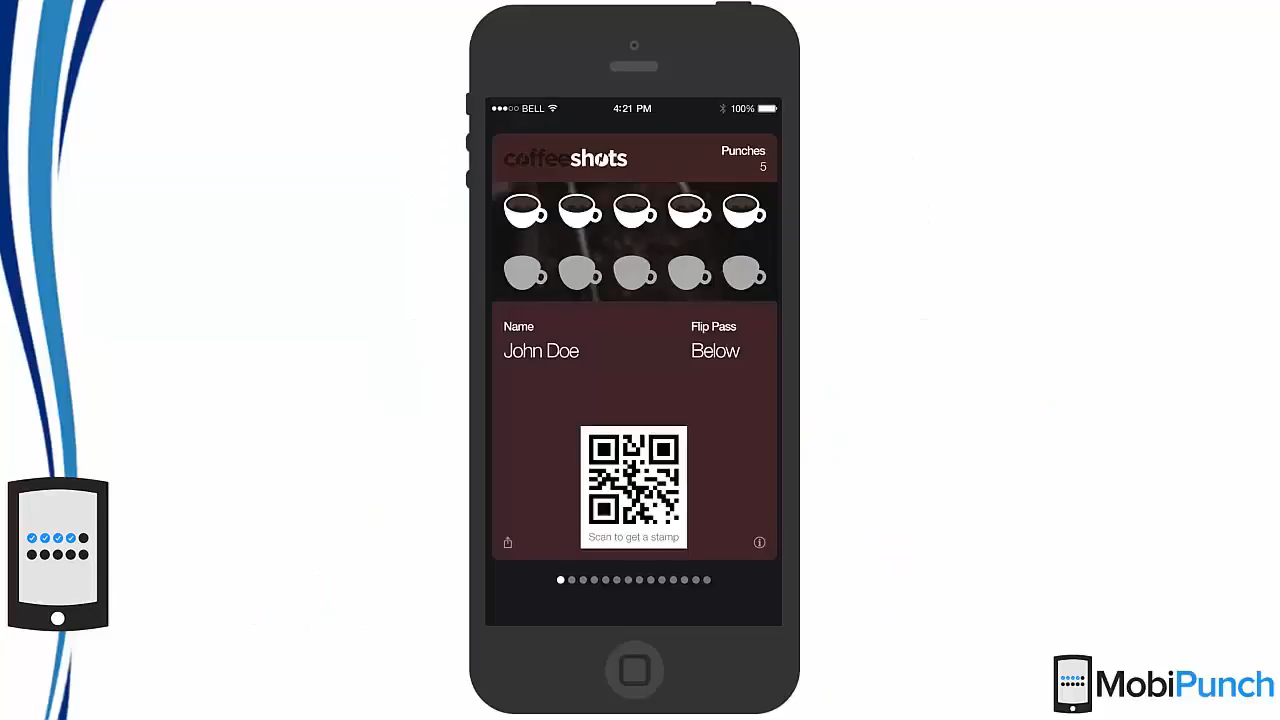 BELL 4:21 PM 100%
coffeeshots Punches
5
Name Flip Pass
John Doe Below
Scan to get a stamp
MobiPunch